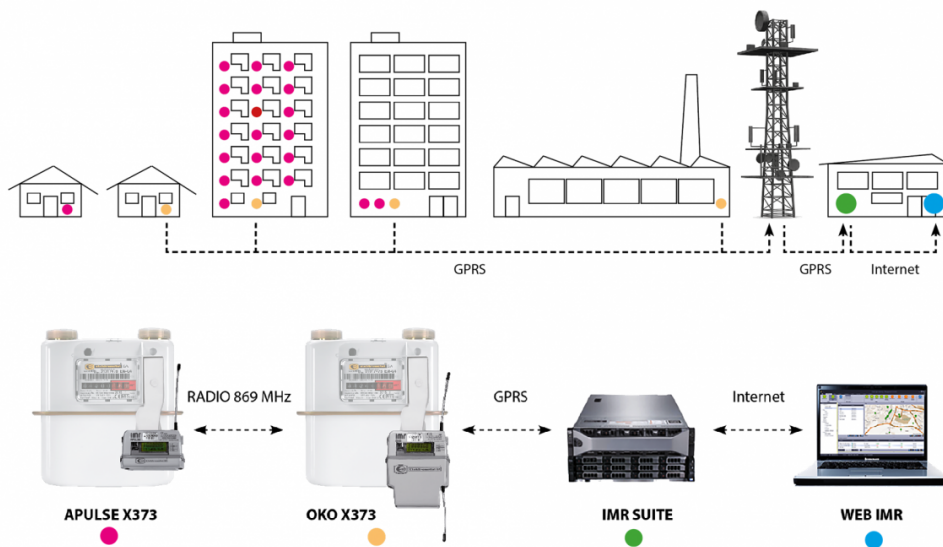 GPRS
GPRS
Internet
RADIO 869 MHz
GPRS
Internet
APULSE X373
OKO X373
IMR SUITE
WEB IMR